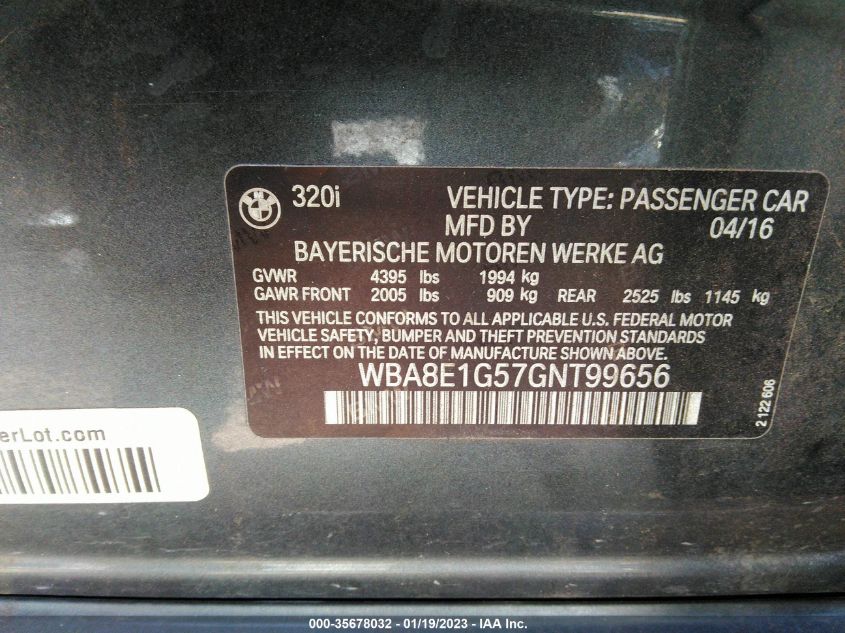 320i VEHICLE TYPE: PASSENGER CAR
MFD BY 04/16
BAYERISCHE MOTOREN WERKE AG
GVWR 4395 lbs 1994 kg
GAWR FRONT 2005 lbs 909 kg REAR 2525 lbs 1145 kg
THIS VEHICLE CONFORMS TO ALL APPLICABLE U.S. FEDERAL MOTOR
VEHICLE SAFETY, BUMPER AND THEFT PREVENTION STANDARDS
IN EFFECT ON THE DATE OF MANUFACTURE SHOWN ABOVE.
WBA8E1G57GNT99656
2 122 606
erLot.com
000-35678032 - 01/19/2023 - IAA Inc.